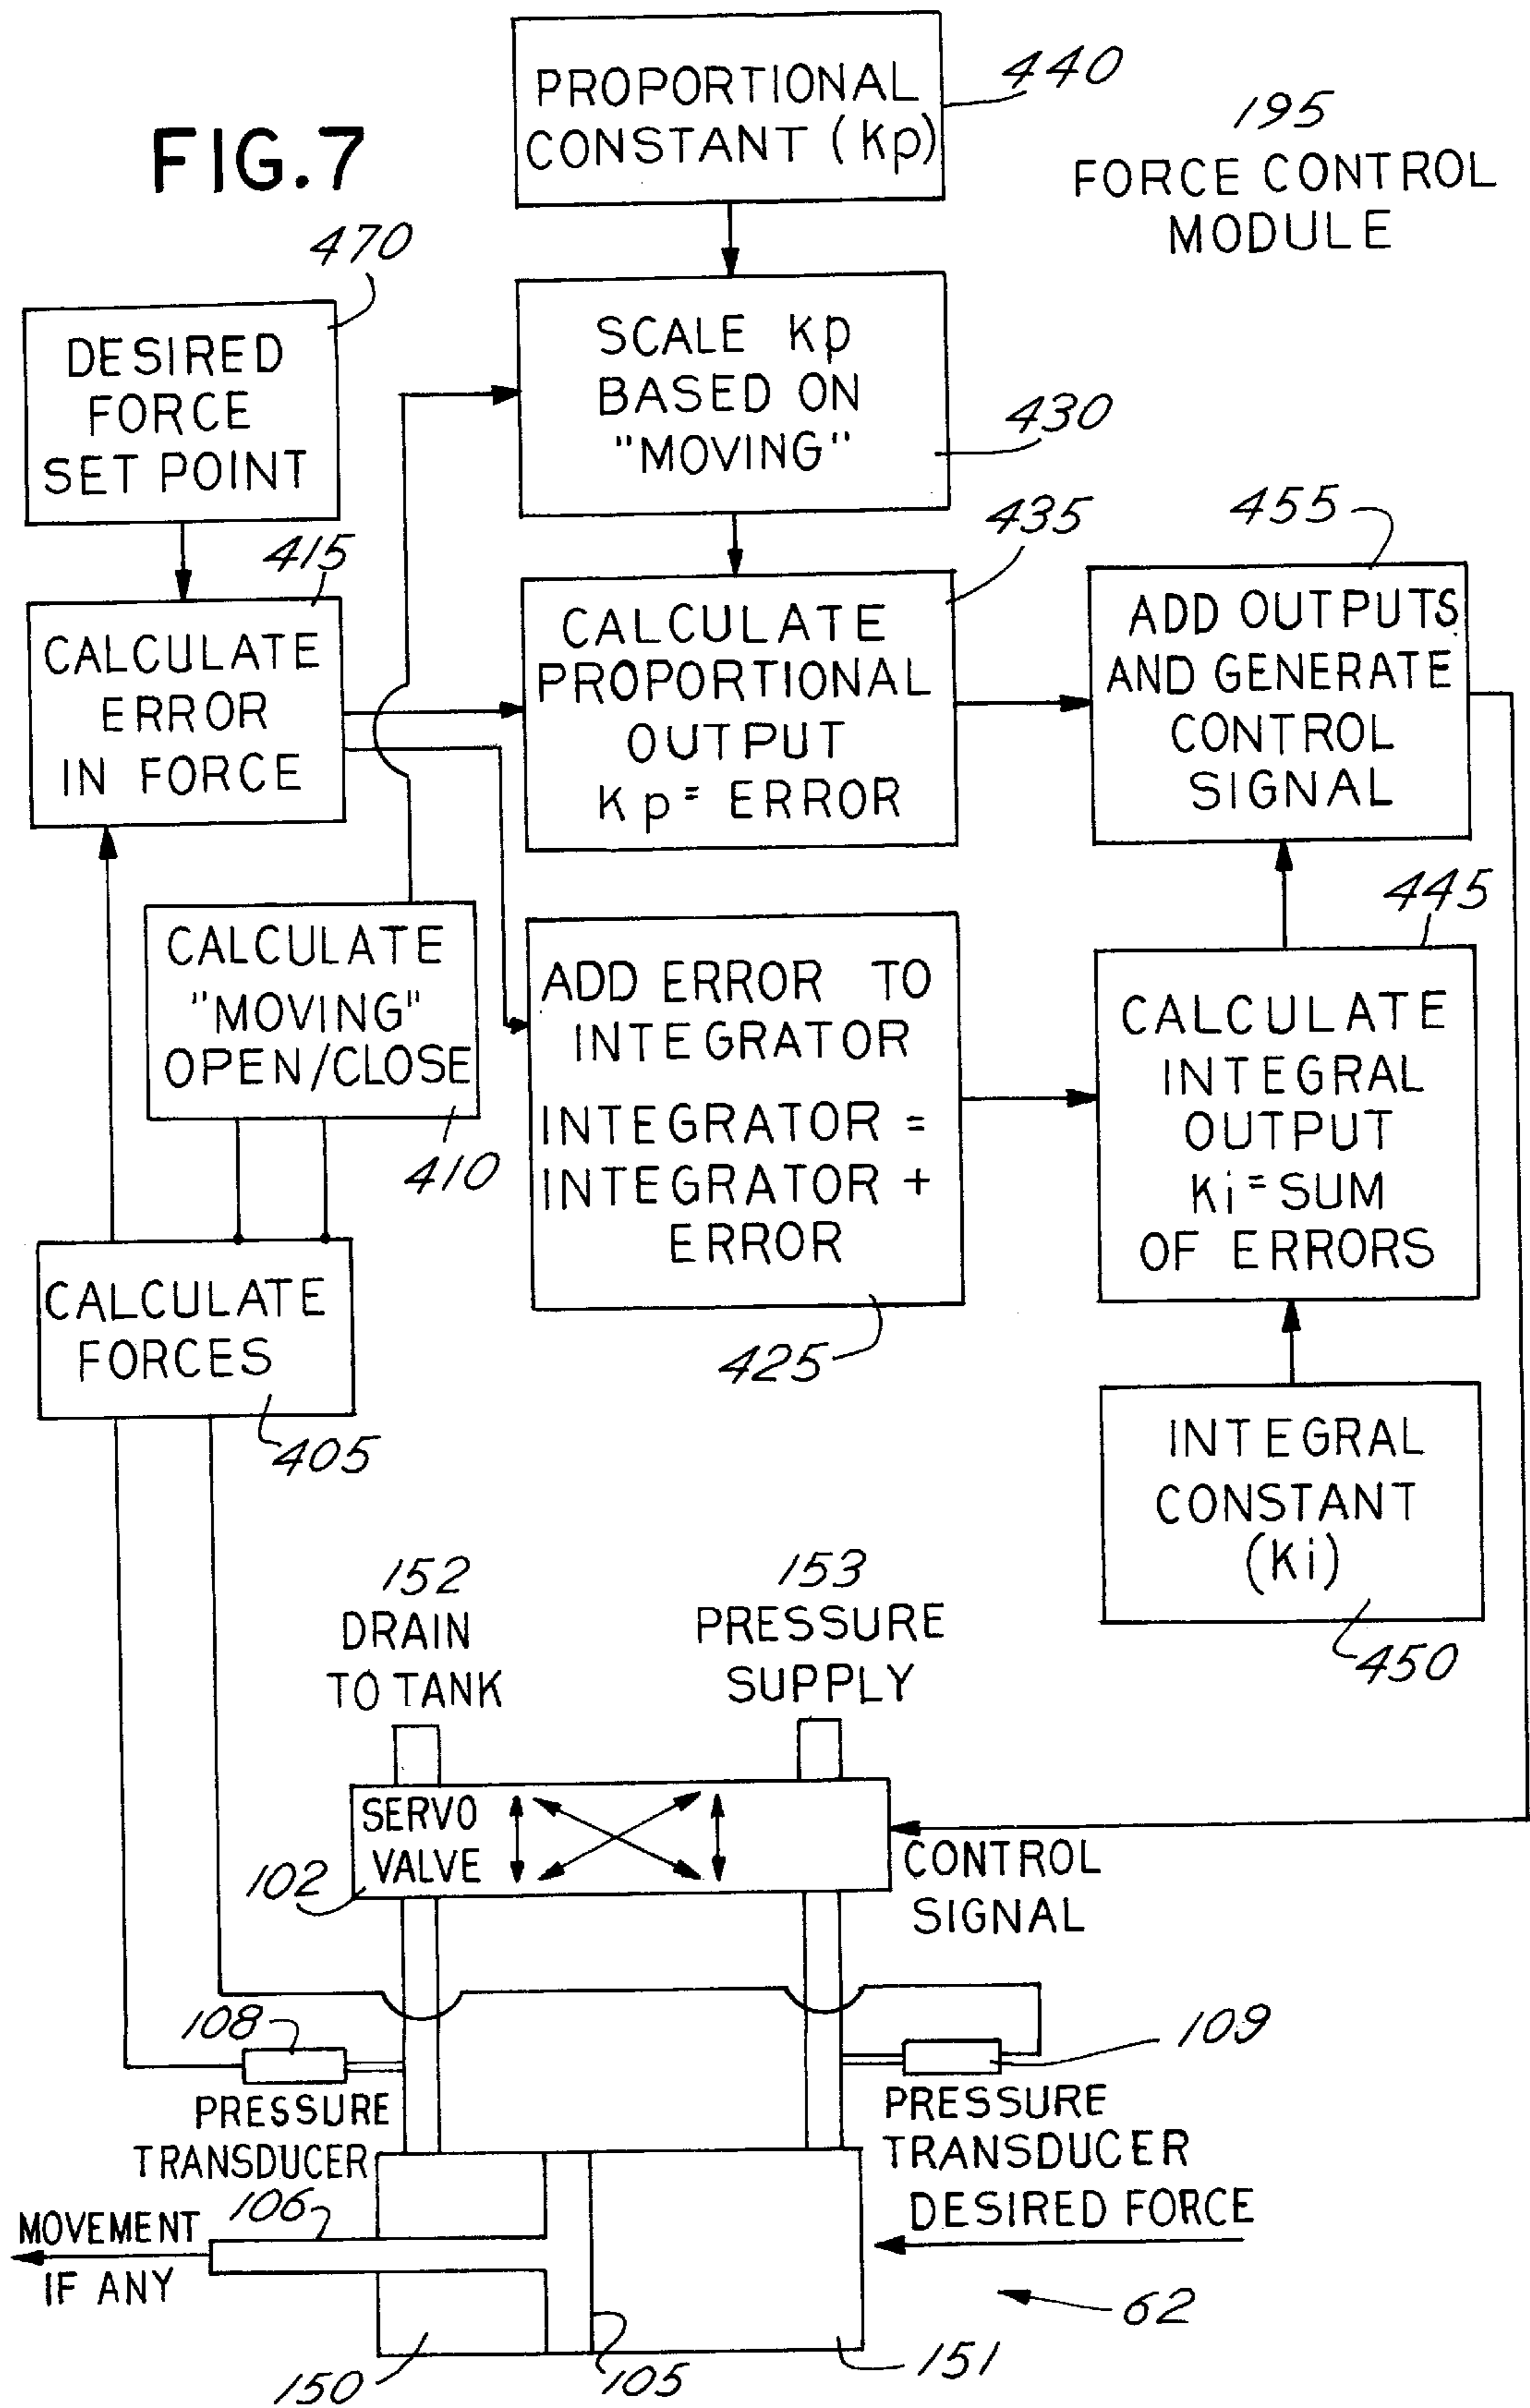 FIG.7
PROPORTIONAL
CONSTANT (Kp)
440
195
FORCE CONTROL
MODULE
470
DESIRED
FORCE
SET POINT
SCALE Kp
BASED ON
"MOVING"
430
415
CALCULATE
ERROR
IN FORCE
435
CALCULATE
PROPORTIONAL
OUTPUT
Kp = ERROR
455
ADD OUTPUTS
AND GENERATE
CONTROL
SIGNAL
CALCULATE
"MOVING"
OPEN/CLOSE
410
ADD ERROR TO
INTEGRATOR
INTEGRATOR =
INTEGRATOR +
ERROR
425
445
CALCULATE
INTEGRAL
OUTPUT
Ki = SUM
OF ERRORS
CALCULATE
FORCES
405
INTEGRAL
CONSTANT
(Ki)
450
152
DRAIN
TO TANK
153
PRESSURE
SUPPLY
SERVO
VALVE
102
CONTROL
SIGNAL
108
PRESSURE
TRANSDUCER
109
PRESSURE
TRANSDUCER
106
MOVEMENT
IF ANY
DESIRED FORCE
62
150
105
151